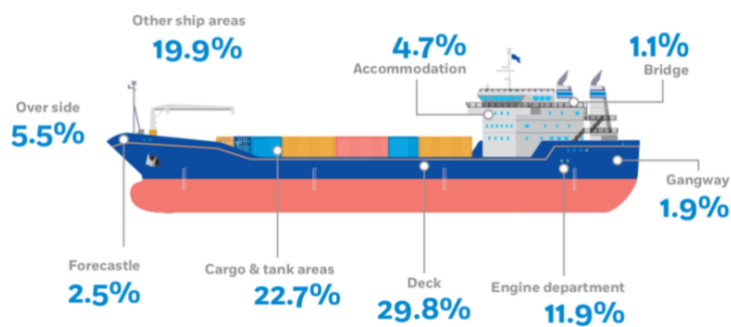 Other ship areas
19.9%
4.7%
Accommodation
1.1%
Bridge
Over side
5.5%
Gangway
1.9%
Forecastle
2.5%
Cargo & tank areas
22.7%
Deck
29.8%
Engine department
11.9%